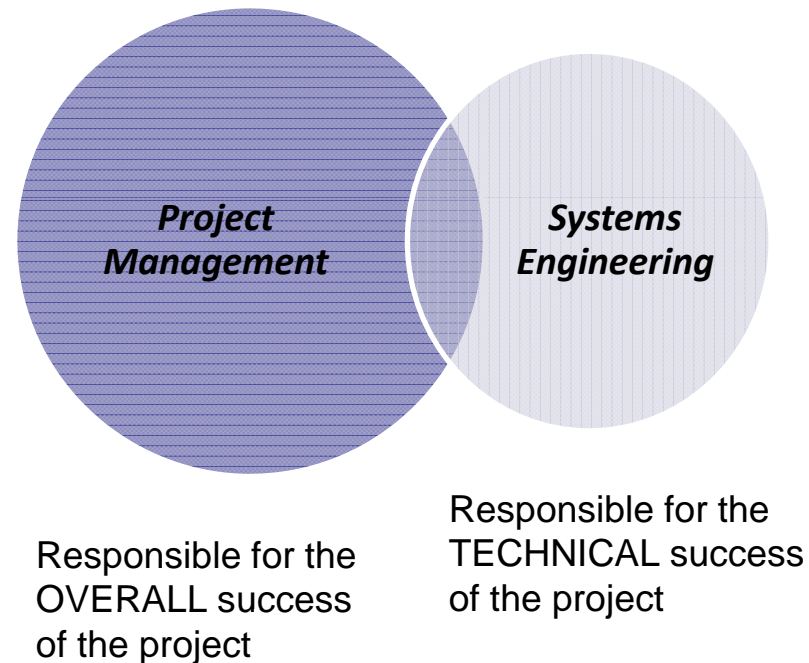 Project
Management
Systems
Engineering
Responsible for the
OVERALL success
of the project
Responsible for the
TECHNICAL success
of the project